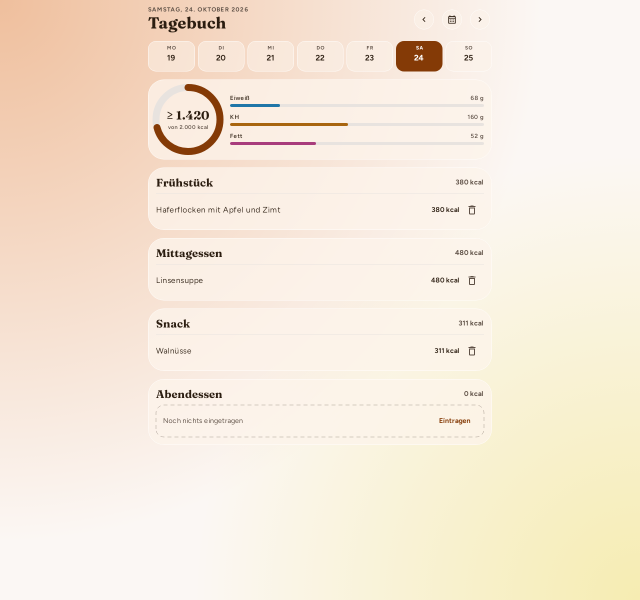 SAMSTAG, 24. OKTOBER 2026
Tagebuch
MO DI MI DO FR SA SO
19 20 21 22 23 24 25
≥ 1.420
von 2.000 kcal
Eiweiß 68 g
KH 160 g
Fett 52 g
Frühstück 380 kcal
Haferflocken mit Apfel und Zimt 380 kcal
Mittagessen 480 kcal
Linsensuppe 480 kcal
Snack 311 kcal
Walnüsse 311 kcal
Abendessen 0 kcal
Noch nichts eingetragen Eintragen